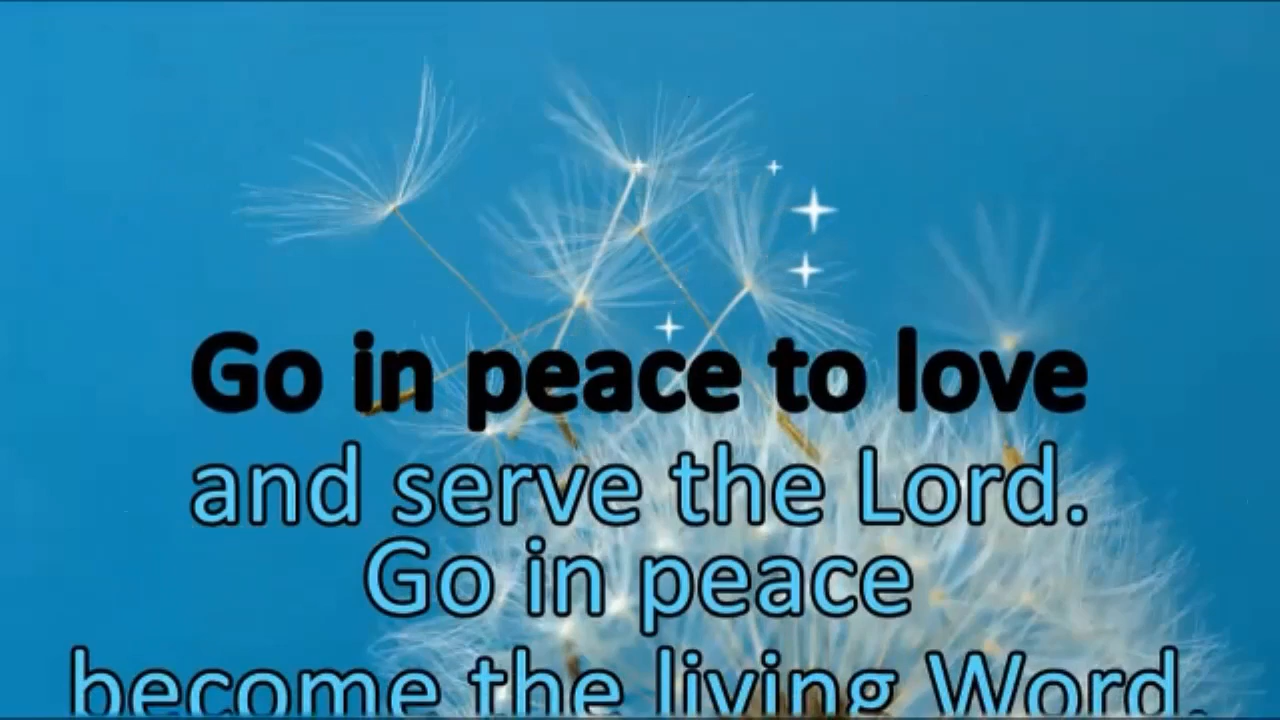 Go in peace to love
and serve the Lord.
Go in peace
become the living Word.